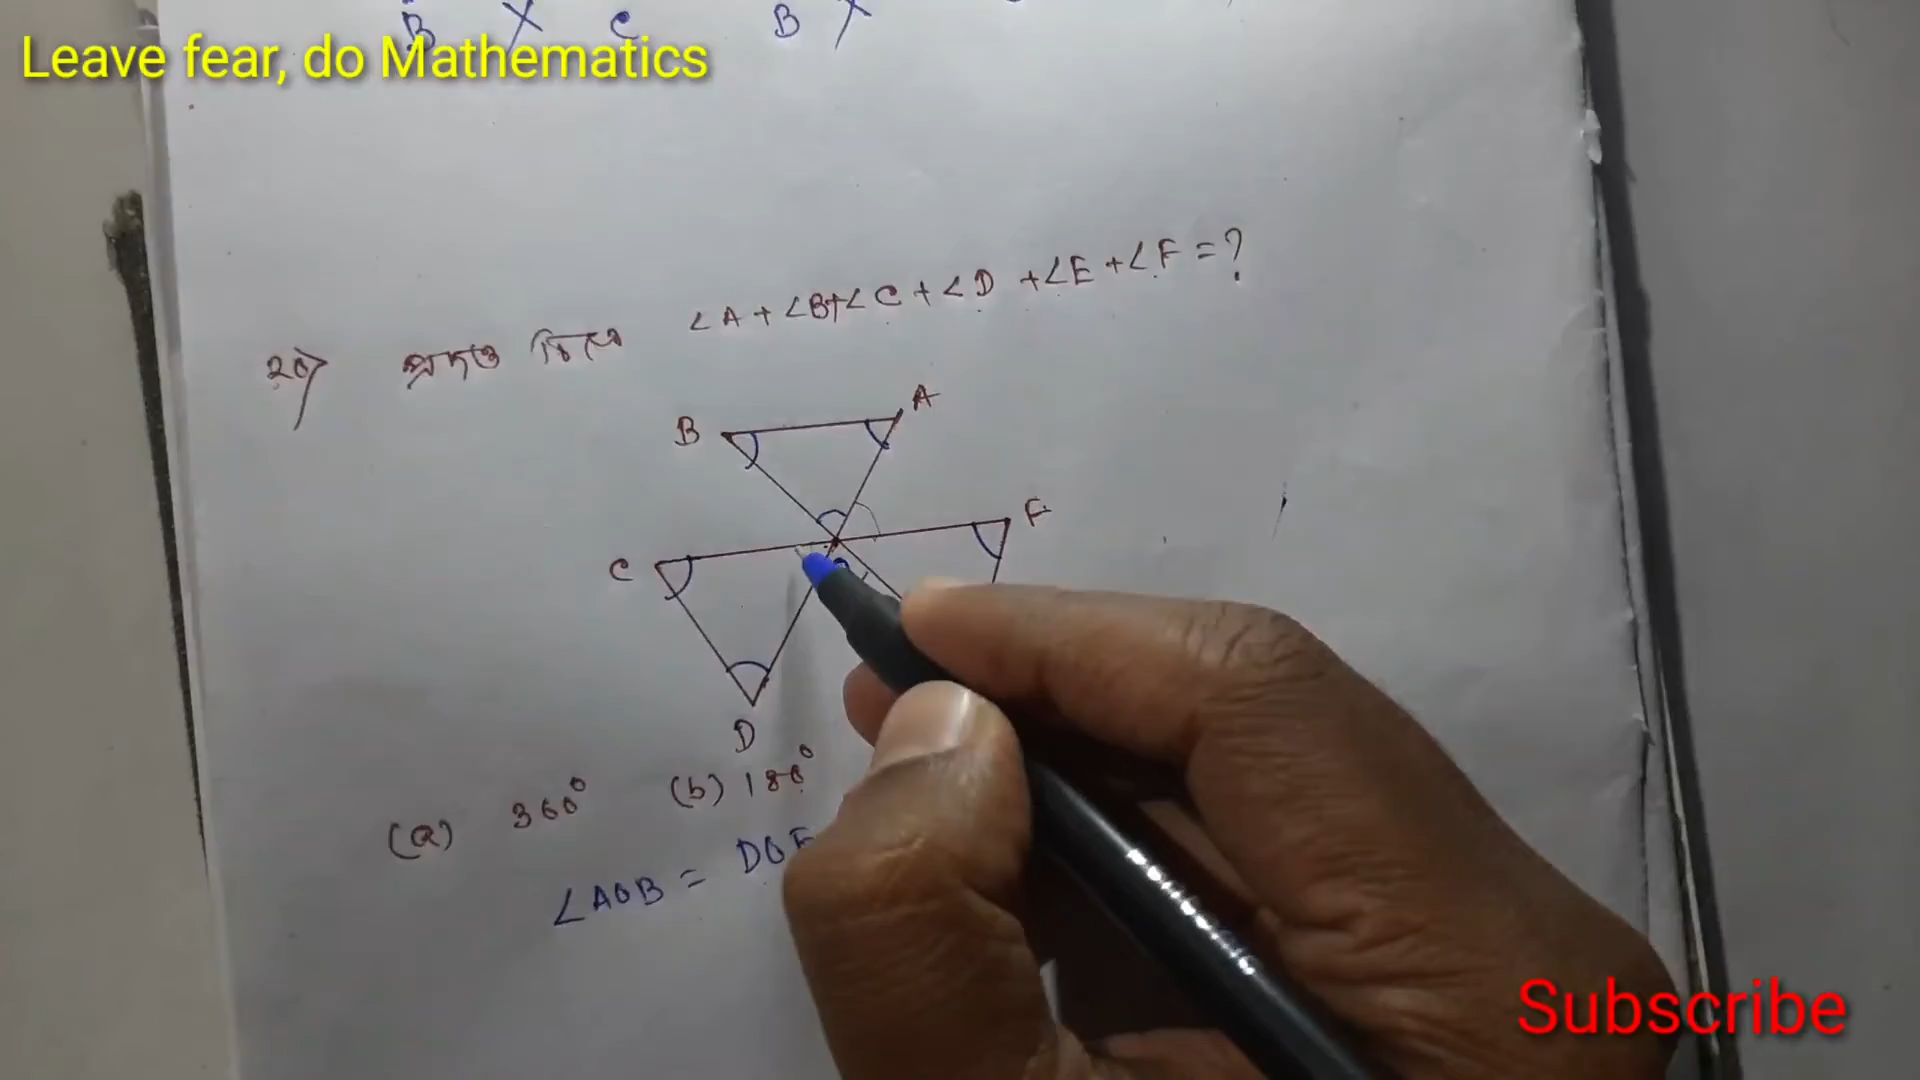 B C B
Leave fear, do Mathematics
২০) প্রদত্ত চিত্রে ∠A + ∠B + ∠C + ∠D + ∠E + ∠F = ?
B A
C F
D
(a) 360° (b) 180°
∠AOB = DOE
Subscribe